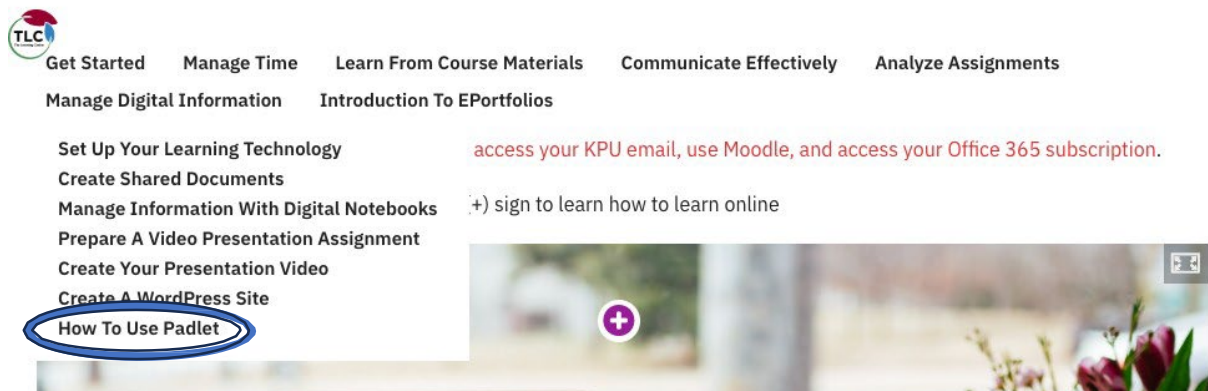 TLC
Get Started Manage Time Learn From Course Materials Communicate Effectively Analyze Assignments
Manage Digital Information Introduction To EPortfolios
Set Up Your Learning Technology access your KPU email, use Moodle, and access your Office 365 subscription.
Create Shared Documents
Manage Information With Digital Notebooks +) sign to learn how to learn online
Prepare A Video Presentation Assignment
Create Your Presentation Video
Create A WordPress Site
How To Use Padlet